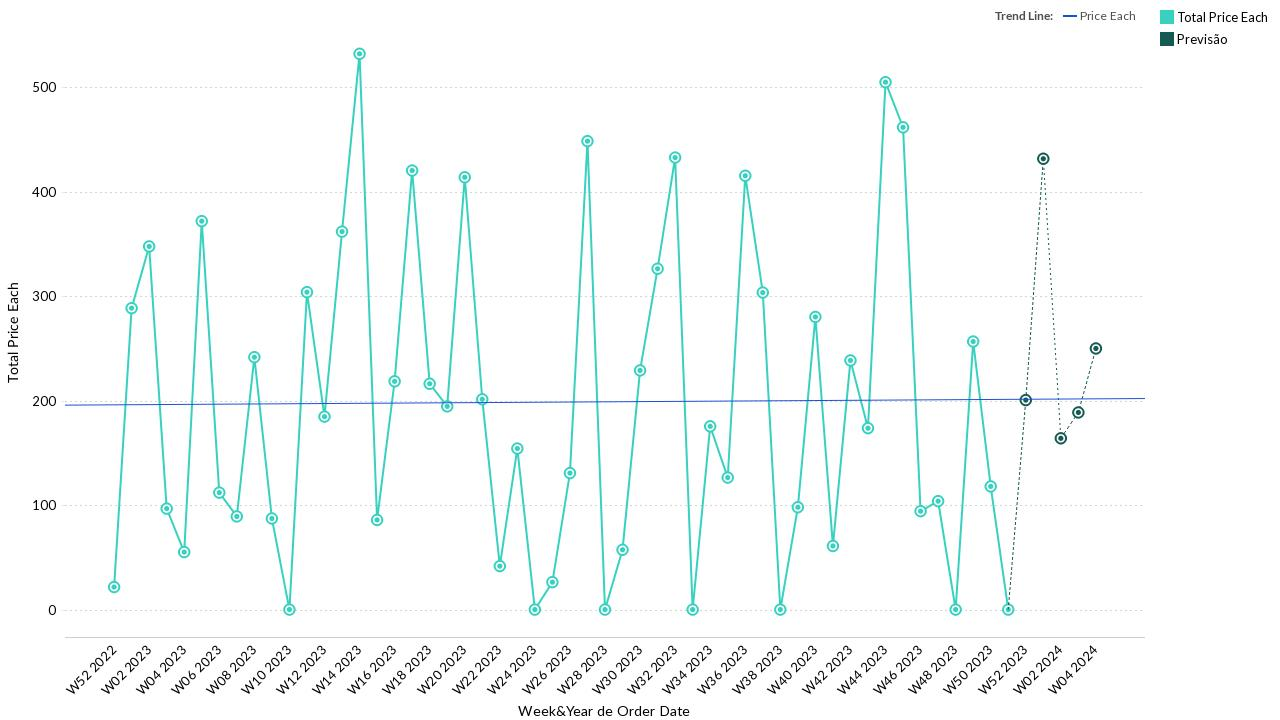 Trend Line: Price Each
Total Price Each
Previsão
500
400
300
200
100
0
Total Price Each
W52 2022
W02 2023
W04 2023
W06 2023
W08 2023
W10 2023
W12 2023
W14 2023
W16 2023
W18 2023
W20 2023
W22 2023
W24 2023
W26 2023
W28 2023
W30 2023
W32 2023
W34 2023
W36 2023
W38 2023
W40 2023
W42 2023
W44 2023
W46 2023
W48 2023
W50 2023
W52 2023
W02 2024
W04 2024
Week&Year de Order Date